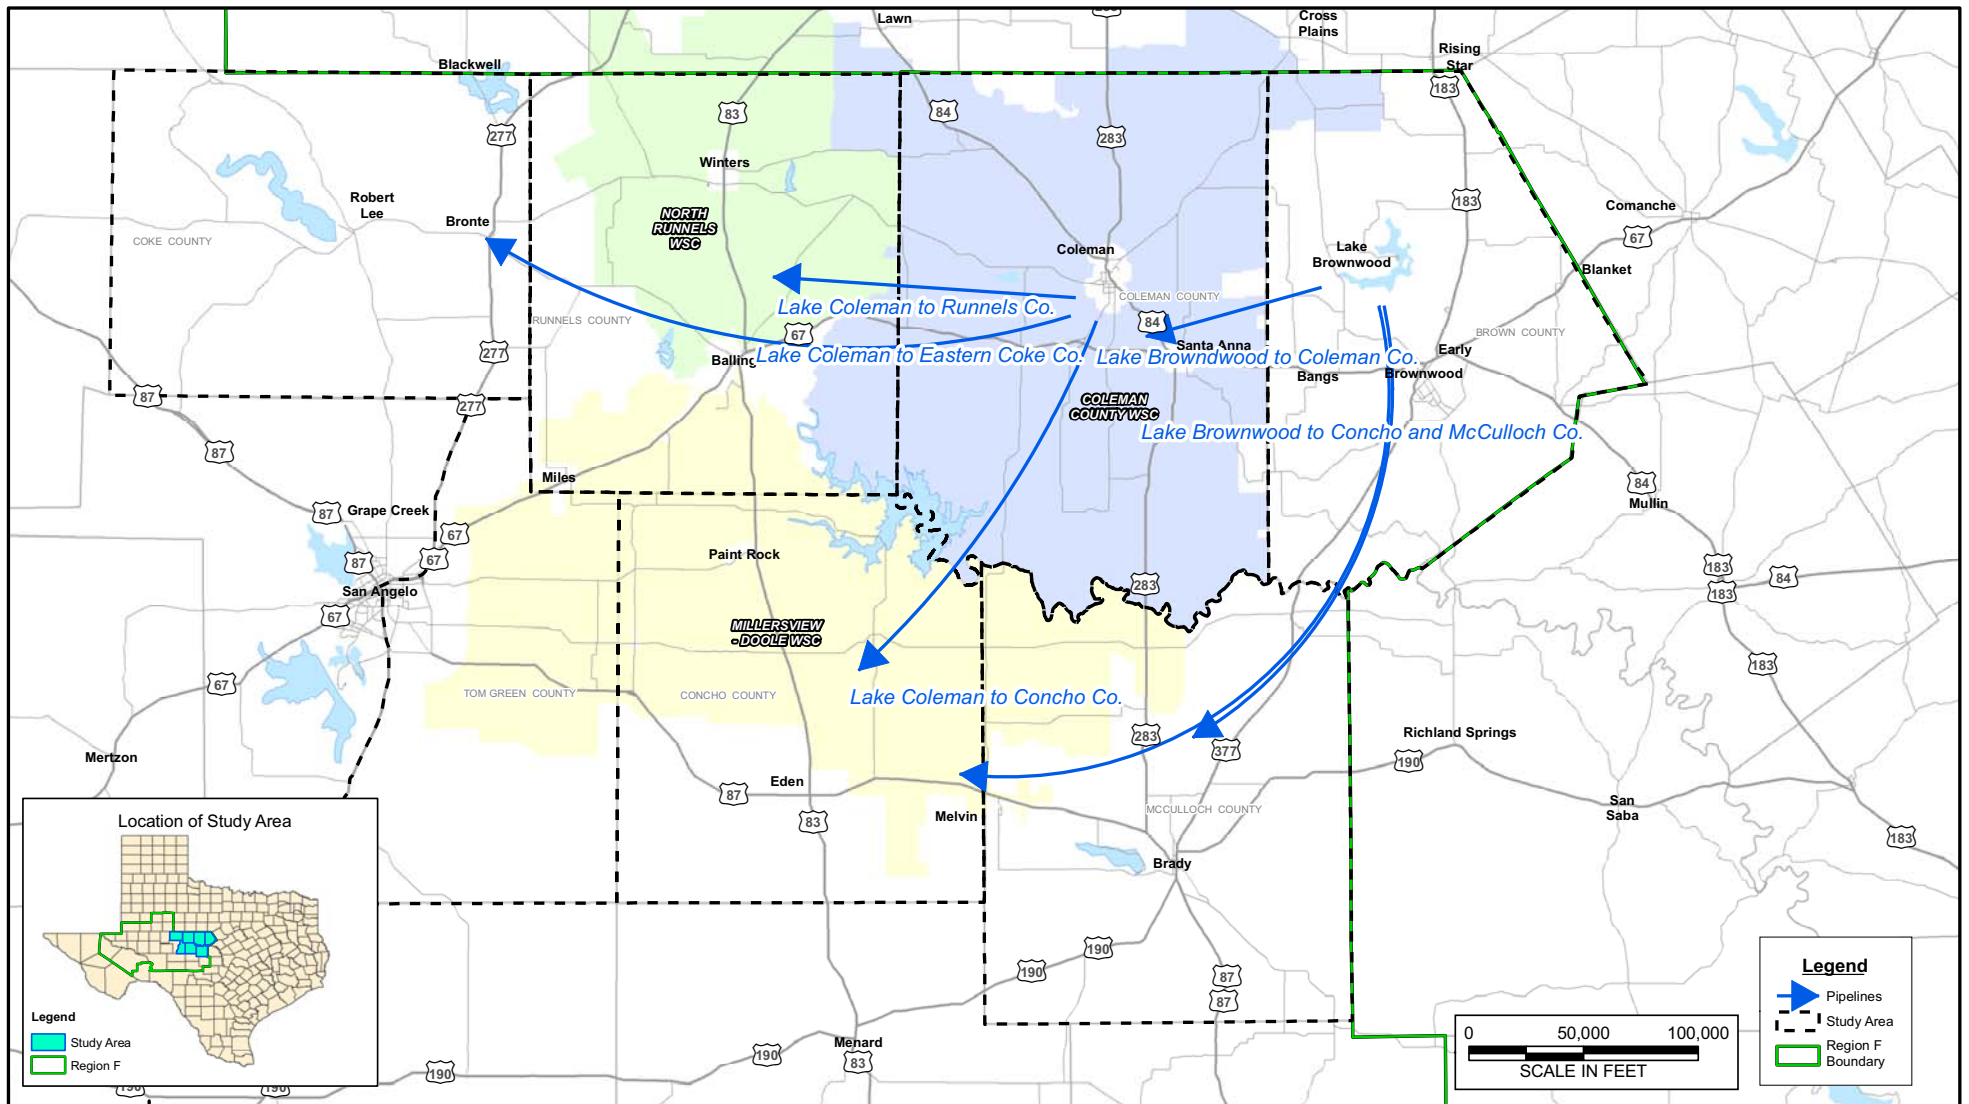 Lawn
283
Cross
Plains
Rising
Star
Blackwell
183
83
84
277
283
Winters
Robert
Lee
Bronte
183
Comanche
NORTH
RUNNELS
WSC
COKE COUNTY
67
Coleman
Lake
Brownwood
Blanket
COLEMAN COUNTY
Lake Coleman to Runnels Co.
RUNNELS COUNTY
84
67
BROWN COUNTY
277
Balling
Lake Coleman to Eastern Coke Co.
Santa Anna
Lake Browndwood to Coleman Co.
Early
Bangs
Brownwood
87
277
COLEMAN
COUNTY WSC
Lake Brownwood to Concho and McCulloch Co.
87
Miles
84
Mullin
87
Grape Creek
67
Paint Rock
87
67
183
84
283
183
San Angelo
67
MILLERSVIEW
- DOOLE WSC
183
67
TOM GREEN COUNTY
CONCHO COUNTY
Lake Coleman to Concho Co.
283
377
Richland Springs
190
Mertzon
Eden
87
83
Melvin
MCCULLOCH COUNTY
San
Saba
183
Brady
190
190
87
87
Menard
83
190
190
190
190
Location of Study Area
Legend
Study Area
Region F
0 50,000 100,000
SCALE IN FEET
Legend
Pipelines
Study Area
Region F
Boundary